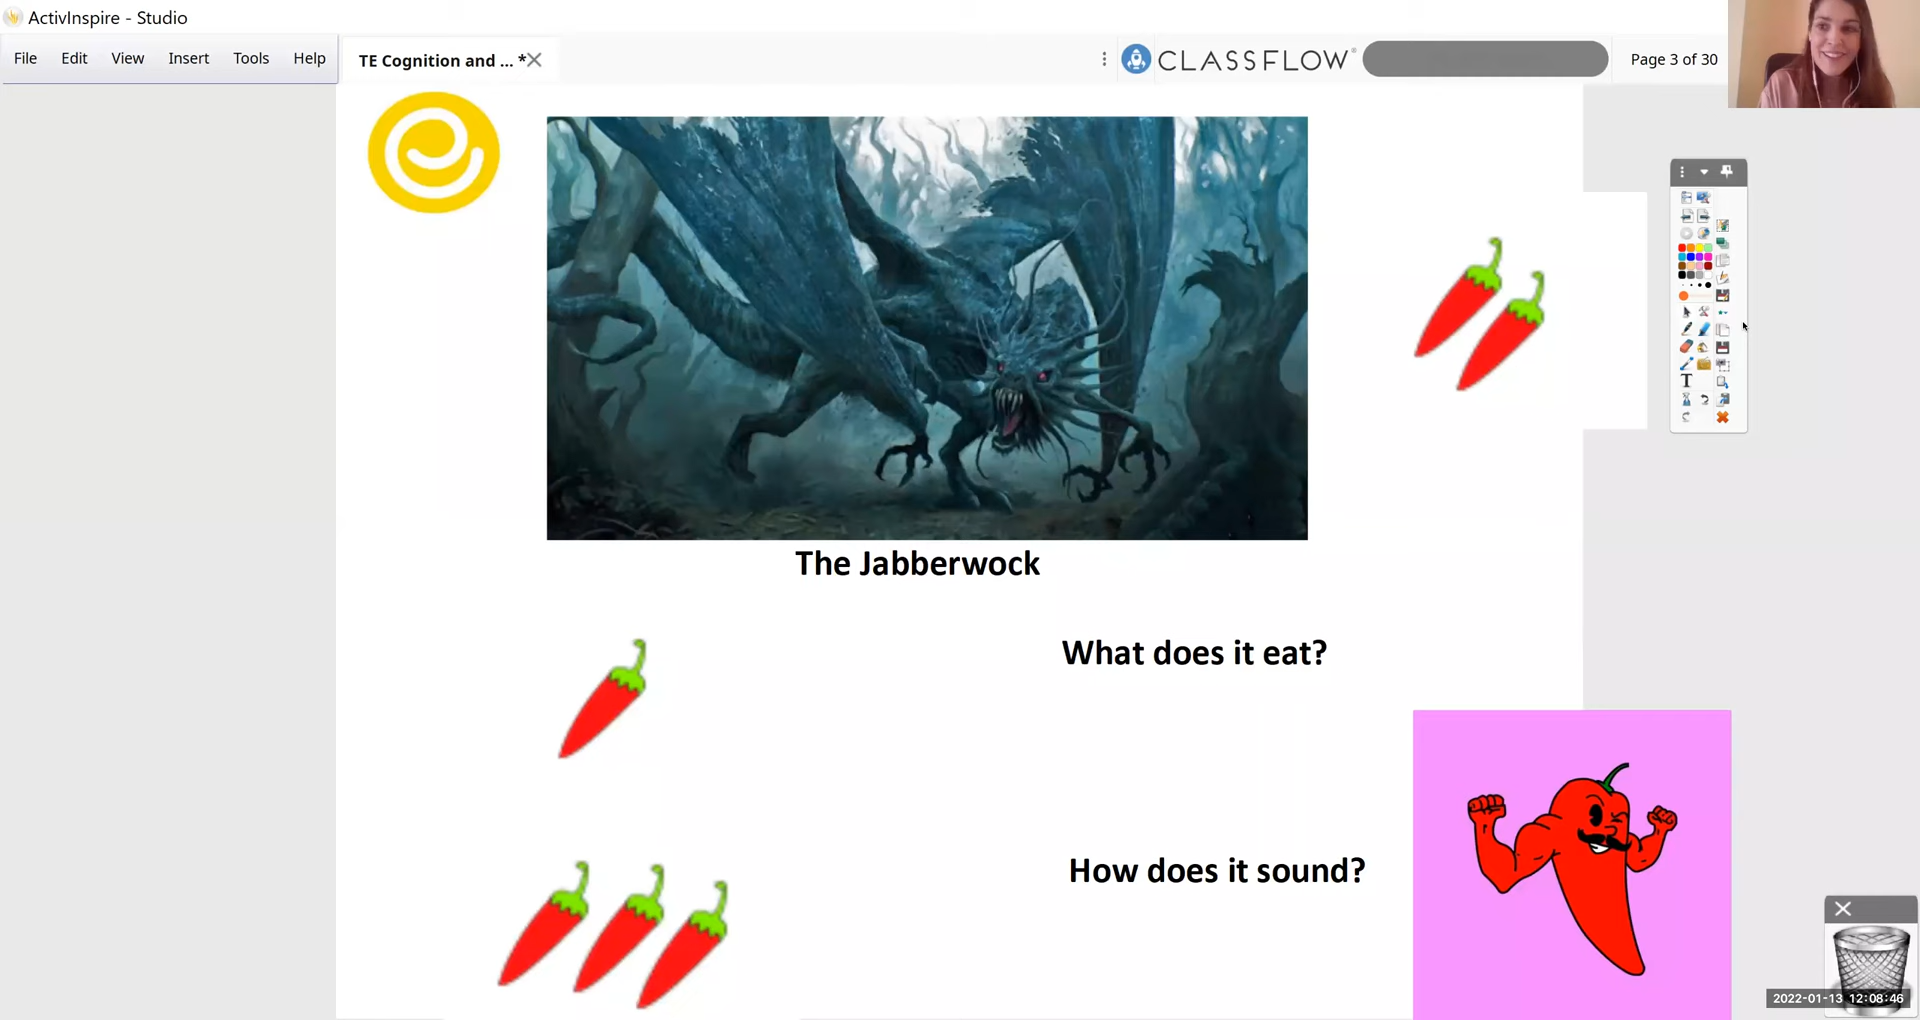 ActivInspire - Studio
File Edit View Insert Tools Help
TE Cognition and ... *
CLASSFLOW
Page 3 of 30
The Jabberwock
What does it eat?
How does it sound?
2022-01-13 12:08:46